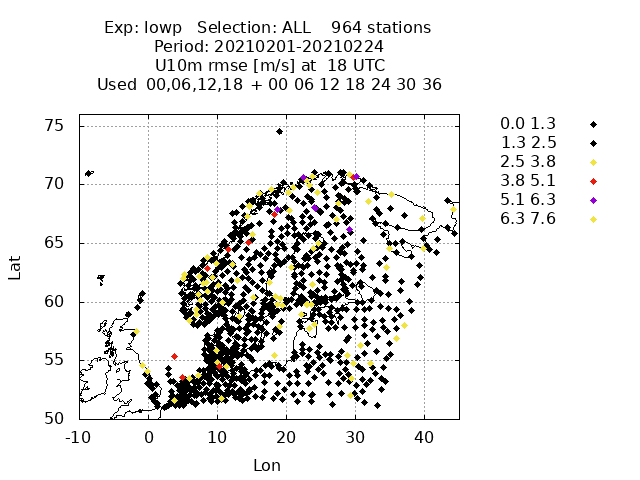 Exp: lowp   Selection: ALL    964 stations
Period: 20210201-20210224
U10m rmse [m/s] at  18 UTC
Used  00,06,12,18 + 00 06 12 18 24 30 36
0.0 1.3
1.3 2.5
2.5 3.8
3.8 5.1
5.1 6.3
6.3 7.6
75
70
65
60
55
50
Lat
-10 0 10 20 30 40
Lon